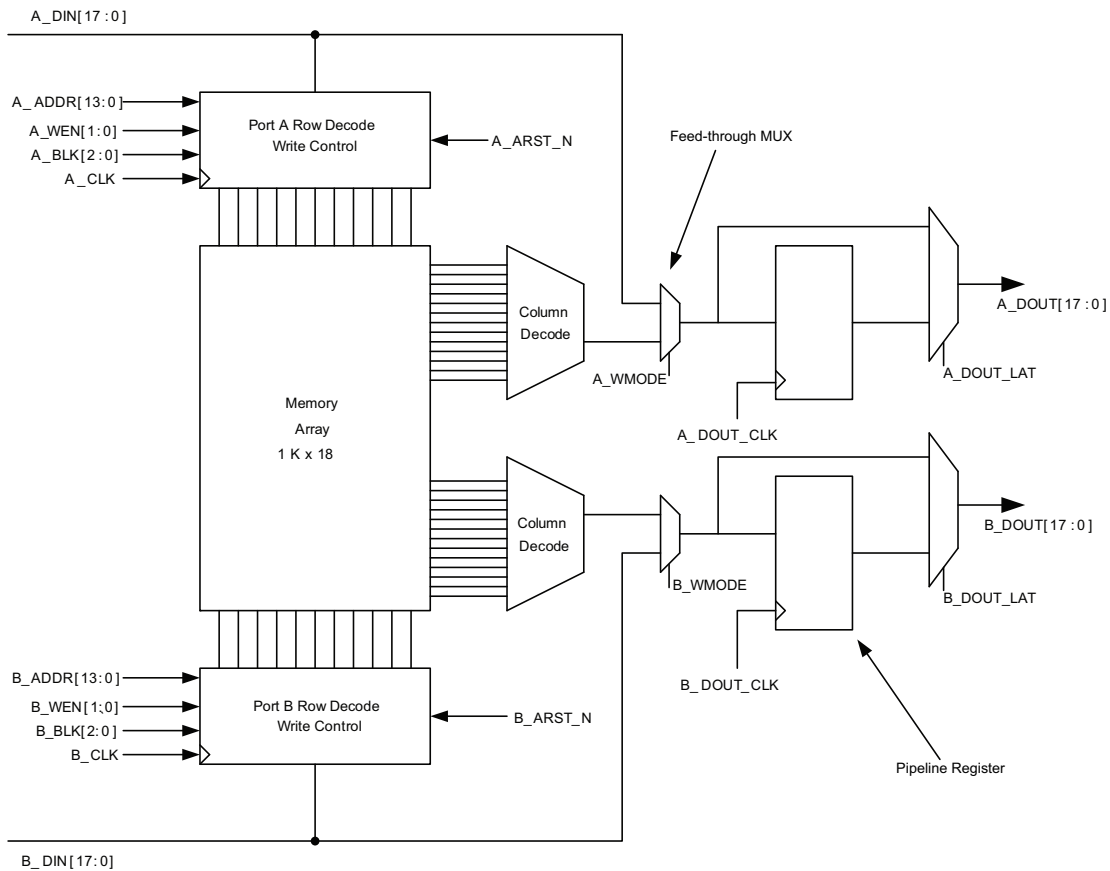 A_DIN[17:0]
A_ADDR[13:0]
A_WEN[1:0]
A_BLK[2:0]
A_CLK
Port A Row Decode
Write Control
A_ARST_N
Feed-through MUX
Column
Decode
A_WMODE
A_DOUT[17:0]
A_DOUT_LAT
A_DOUT_CLK
Memory
Array
1 K x 18
Column
Decode
B_WMODE
B_DOUT[17:0]
B_DOUT_LAT
B_DOUT_CLK
B_ADDR[13:0]
B_WEN[1:0]
B_BLK[2:0]
B_CLK
Port B Row Decode
Write Control
B_ARST_N
Pipeline Register
B_DIN[17:0]